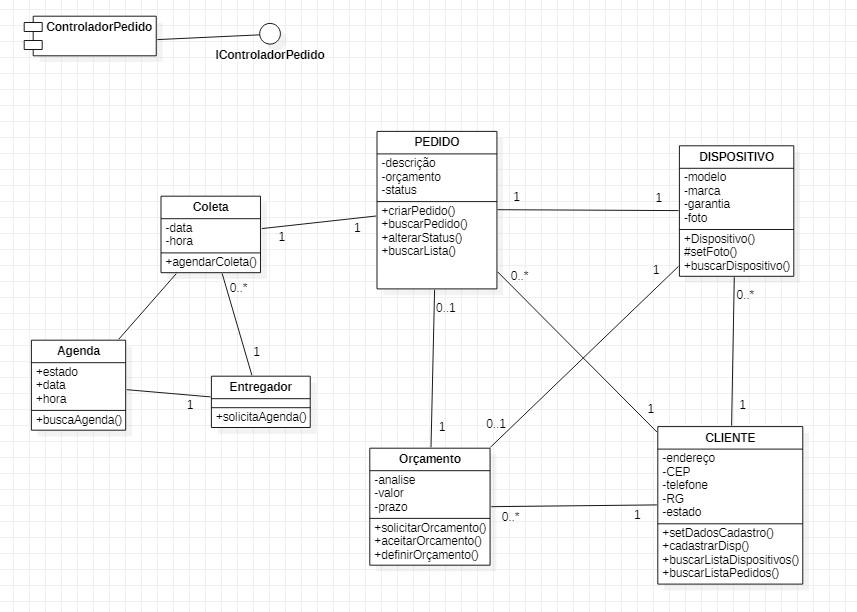 ControladorPedido
IControladorPedido
PEDIDO
-descrição
-orçamento
-status
+criarPedido()
+buscarPedido()
+alterarStatus()
+buscarLista()
DISPOSITIVO
-modelo
-marca
-garantia
-foto
+Dispositivo()
#setFoto()
+buscarDispositivo()
Coleta
-data
-hora
+agendarColeta()
1
1
1
1
0..*
1
0..*
0..*
0..1
1
1
1
0..1
1
1
Agenda
+estado
+data
+hora
+buscaAgenda()
1
Entregador
+solicitaAgenda()
Orçamento
-analise
-valor
-prazo
+solicitarOrcamento()
+aceitarOrcamento()
+definirOrçamento()
0..*
1
CLIENTE
-endereço
-CEP
-telefone
-RG
-estado
+setDadosCadastro()
+cadastrarDisp()
+buscarListaDispositivos()
+buscarListaPedidos()